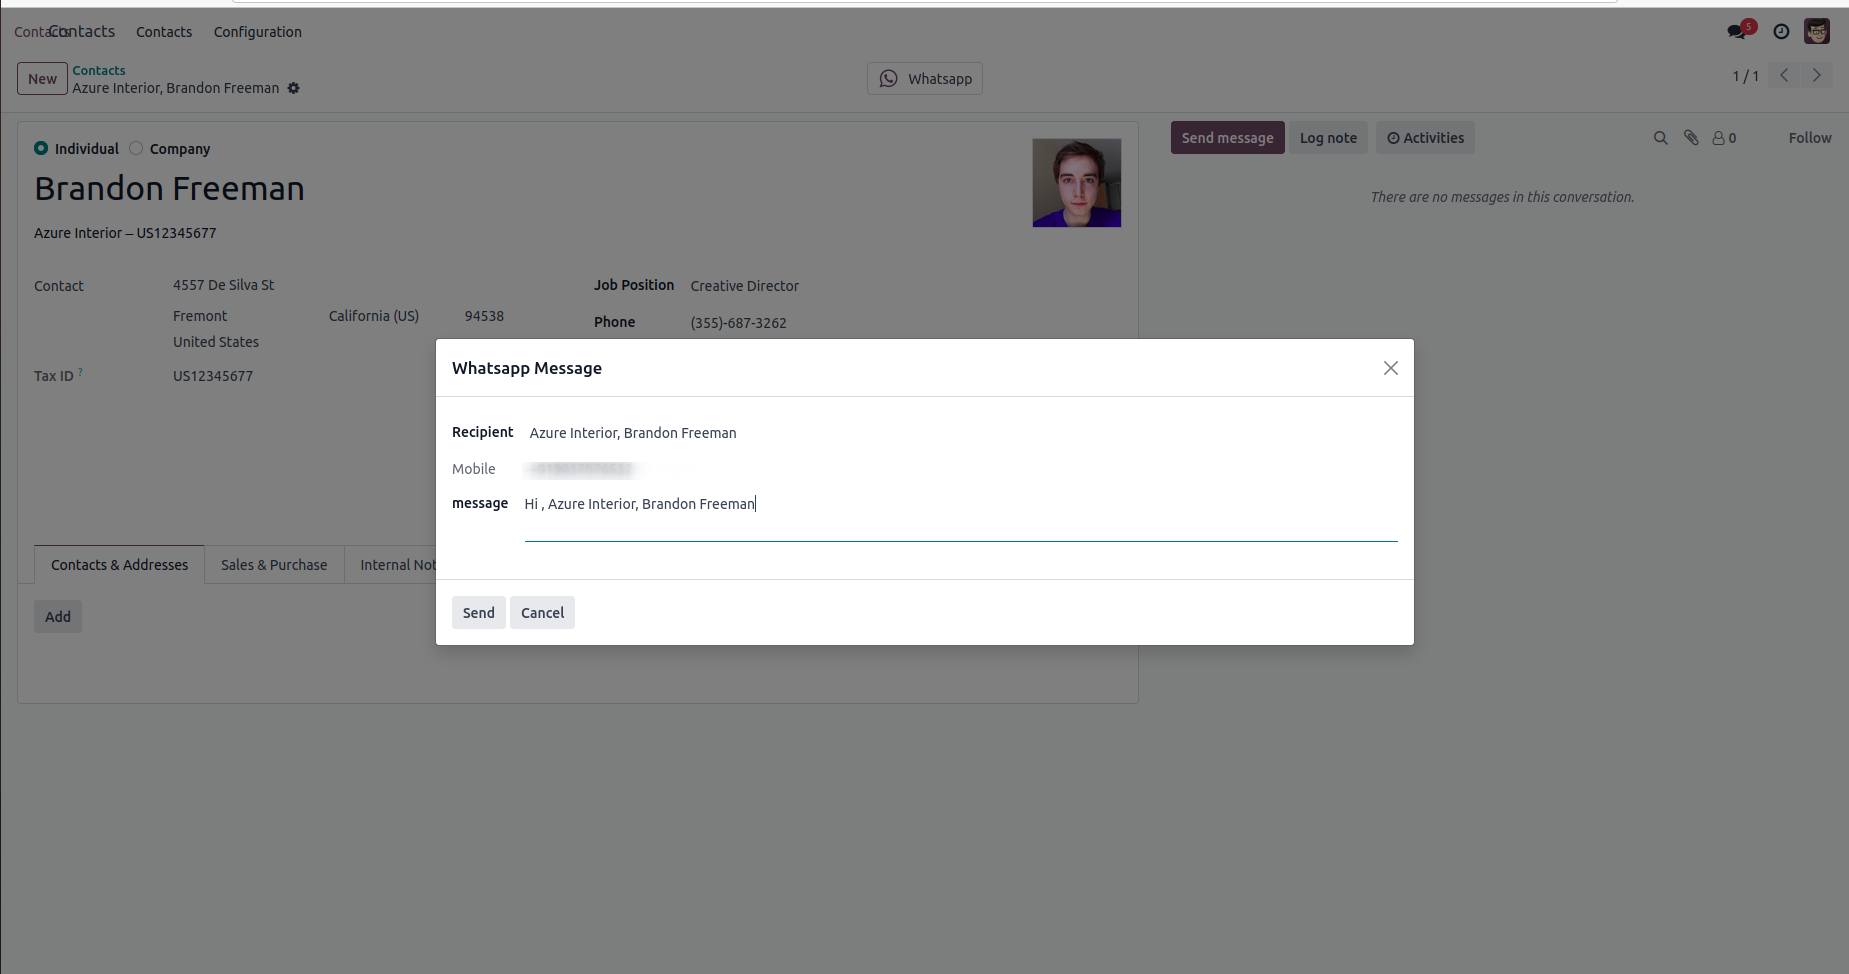 Contacts Contacts Contacts Configuration 5
New Contacts
Azure Interior, Brandon Freeman
Whatsapp
1 / 1
Individual Company
Brandon Freeman
Azure Interior – US12345677
Contact 4557 De Silva St
Fremont California (US) 94538
United States
Tax ID ? US12345677
Job Position Creative Director
Phone (355)-687-3262
Contacts & Addresses Sales & Purchase Internal Not
Add
Send message Log note Activities 0 Follow
There are no messages in this conversation.
Whatsapp Message
Recipient Azure Interior, Brandon Freeman
Mobile
message Hi , Azure Interior, Brandon Freeman
Send Cancel